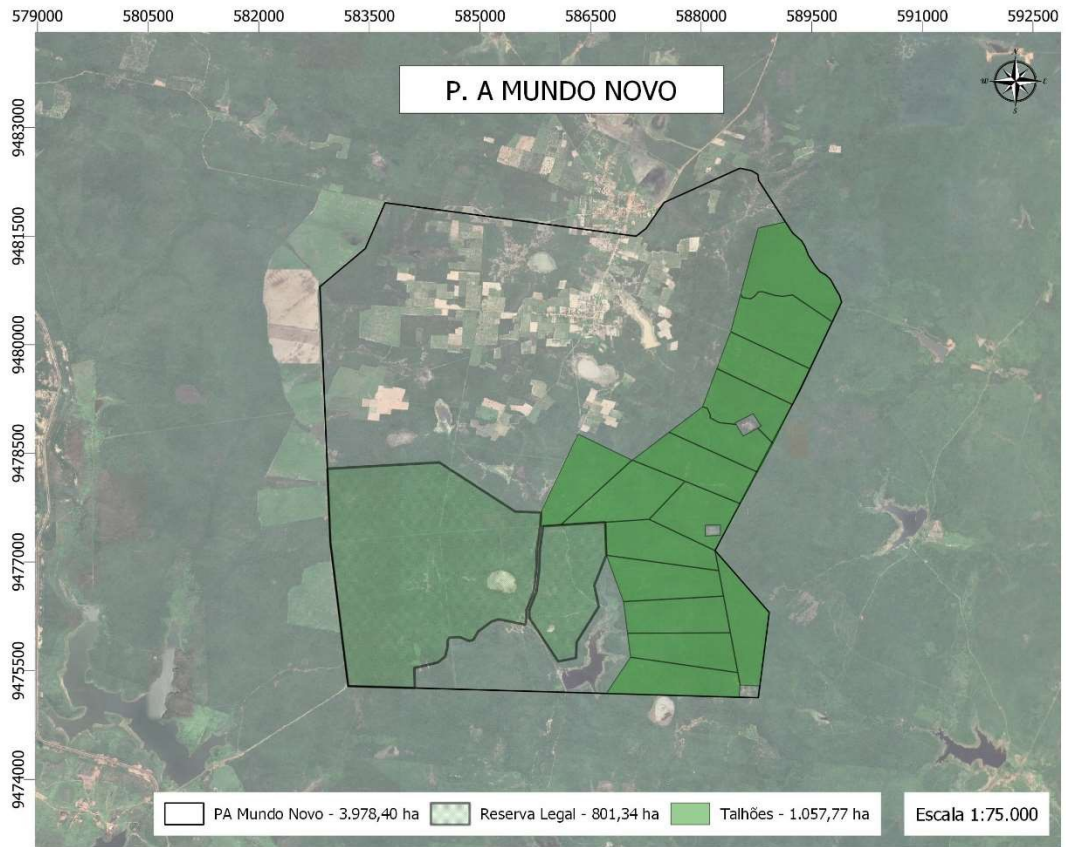 579000 580500 582000 583500 585000 586500 588000 589500 591000 592500
P. A MUNDO NOVO
N
W E
S
9483000
9481500
9480000
9478500
9477000
9475500
9474000
PA Mundo Novo - 3.978,40 ha Reserva Legal - 801,34 ha Talhões - 1.057,77 ha Escala 1:75.000